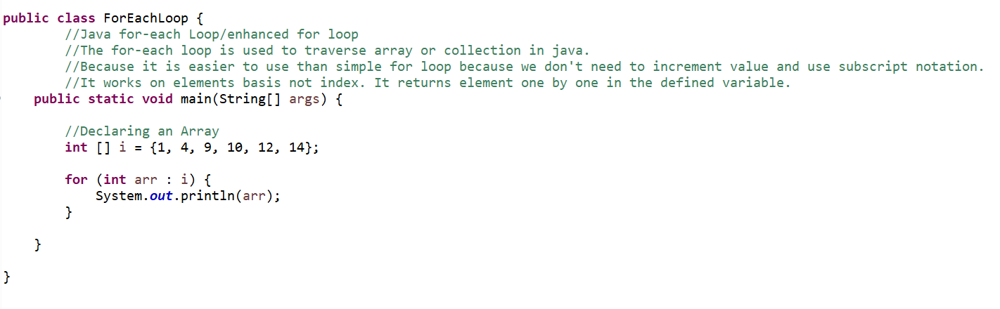 public class ForEachLoop {
//Java for-each Loop/enhanced for loop
//The for-each loop is used to traverse array or collection in java.
//Because it is easier to use than simple for loop because we don't need to increment value and use subscript notation.
//It works on elements basis not index. It returns element one by one in the defined variable.
public static void main(String[] args) {
//Declaring an Array
int [] i = {1, 4, 9, 10, 12, 14};
for (int arr : i) {
System.out.println(arr);
}
}
}